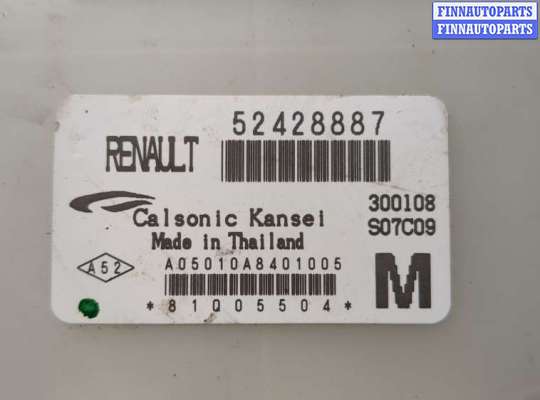 FINNAUTOPARTS
FINNAUTOPARTS
RENAULT
52428887
Calsonic Kansei
Made in Thailand
300108
S07C09
A52
A05010A8401005
*81005504*
M